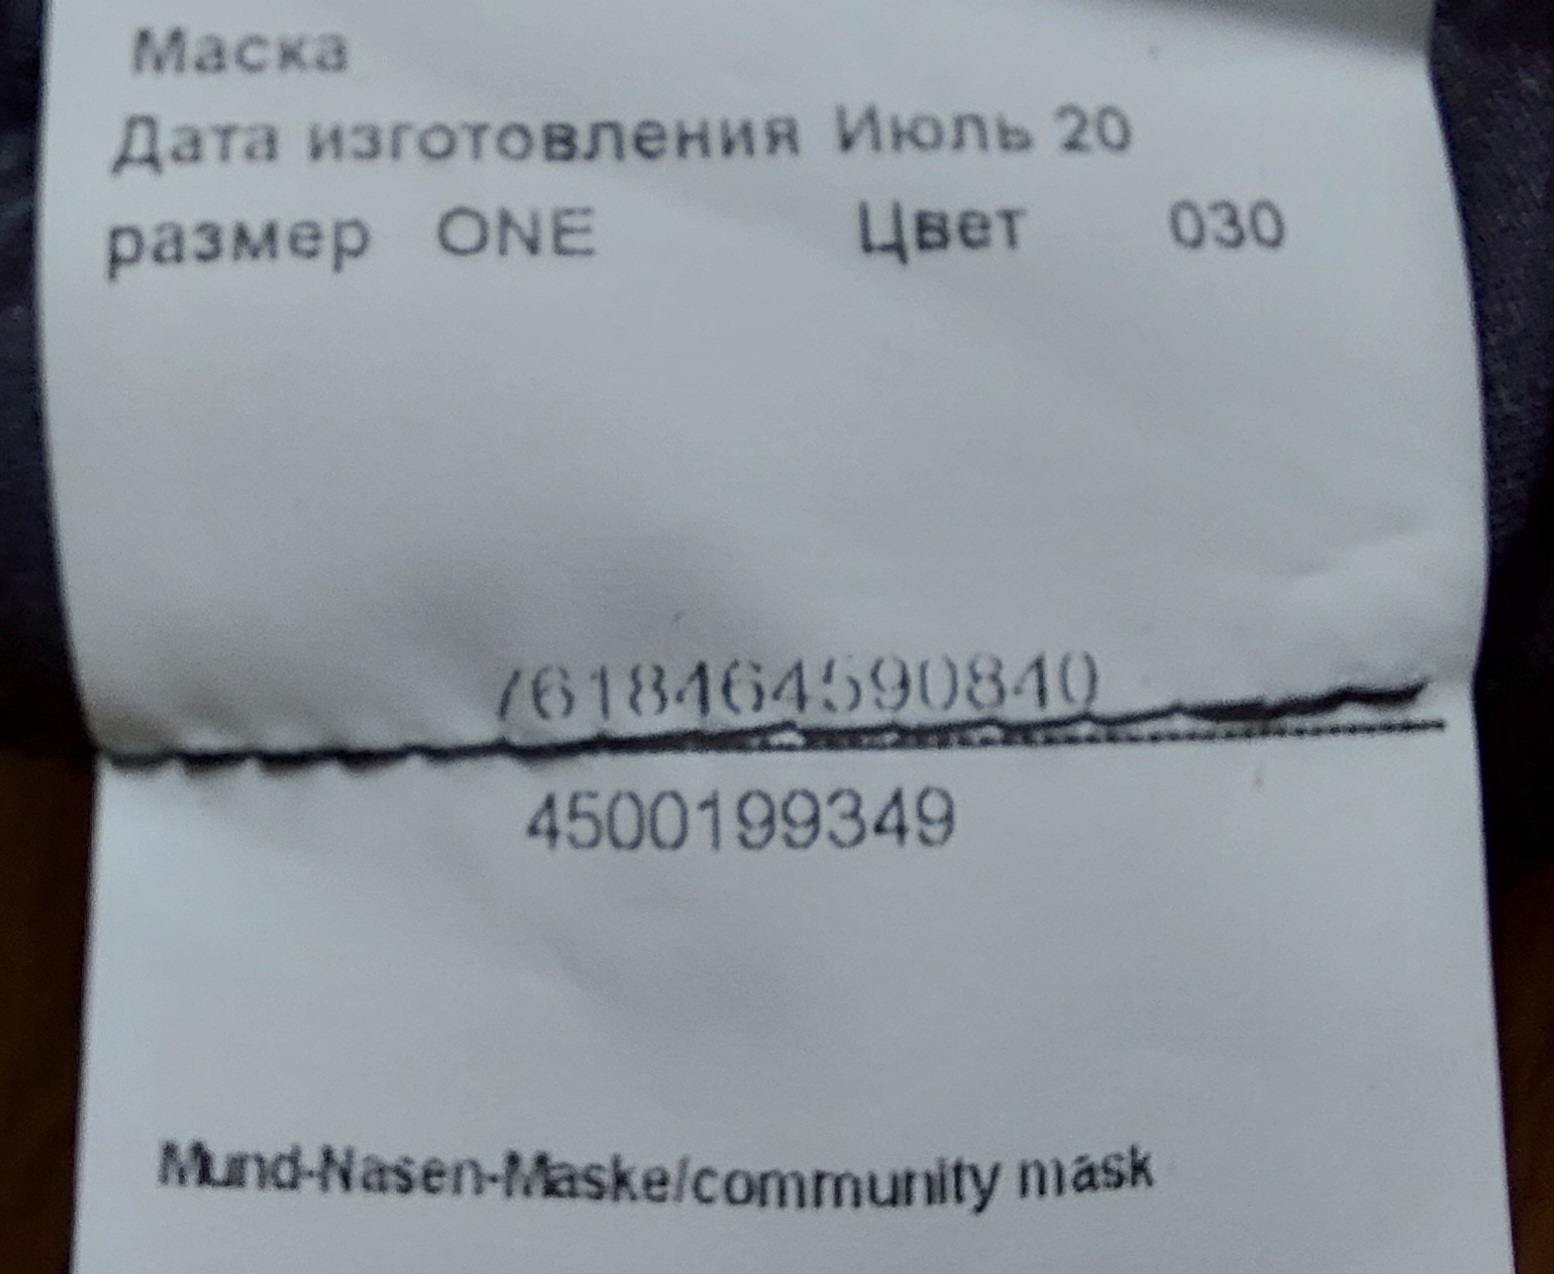 Маска
Дата изготовления Июль 20
размер ONE Цвет 030
7618464590840
4500199349
Mund-Nasen-Maske/community mask